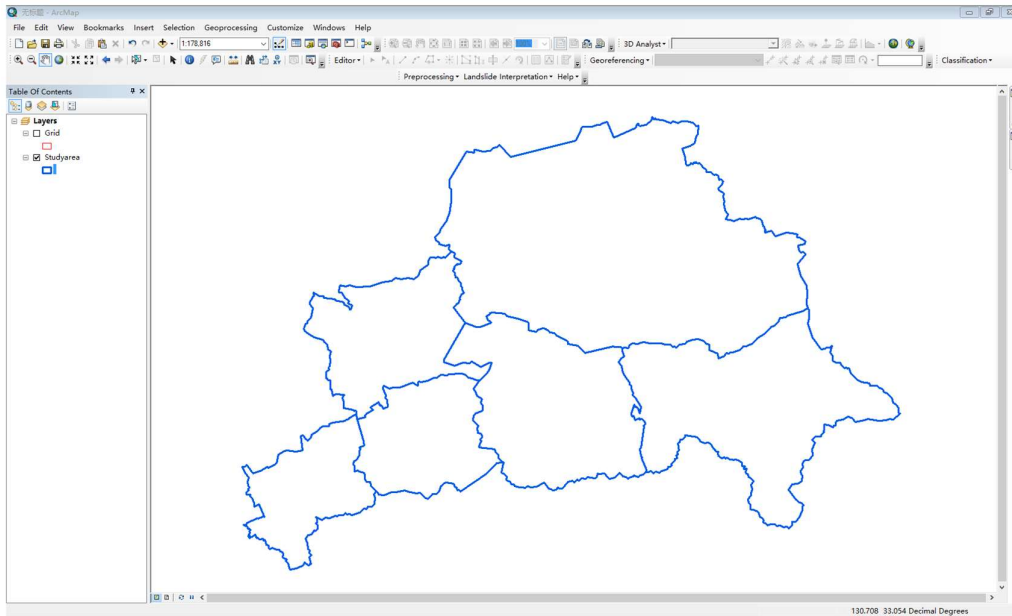 无标题 - ArcMap
File Edit View Bookmarks Insert Selection Geoprocessing Customize Windows Help
1:178,816
3D Analyst
Editor
Georeferencing
Classification
Preprocessing Landslide Interpretation Help
Table Of Contents
Layers
Grid
Studyarea
130.708 33.054 Decimal Degrees